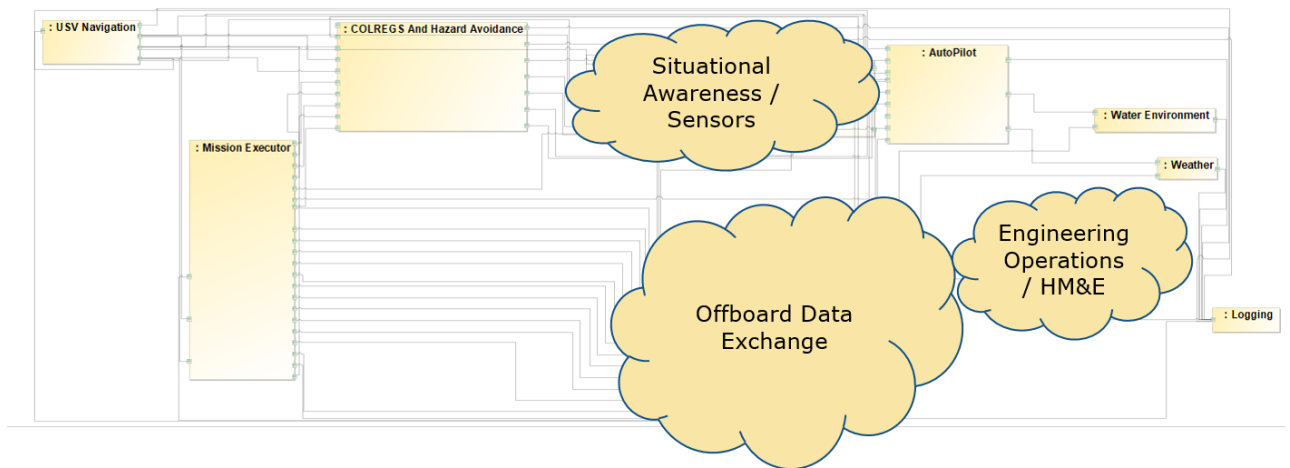 : USV Navigation
: COLREGS And Hazard Avoidance
Situational
Awareness /
Sensors
: AutoPilot
: Water Environment
: Mission Executor
: Weather
Engineering
Operations
/ HM&E
Offboard Data
Exchange
: Logging